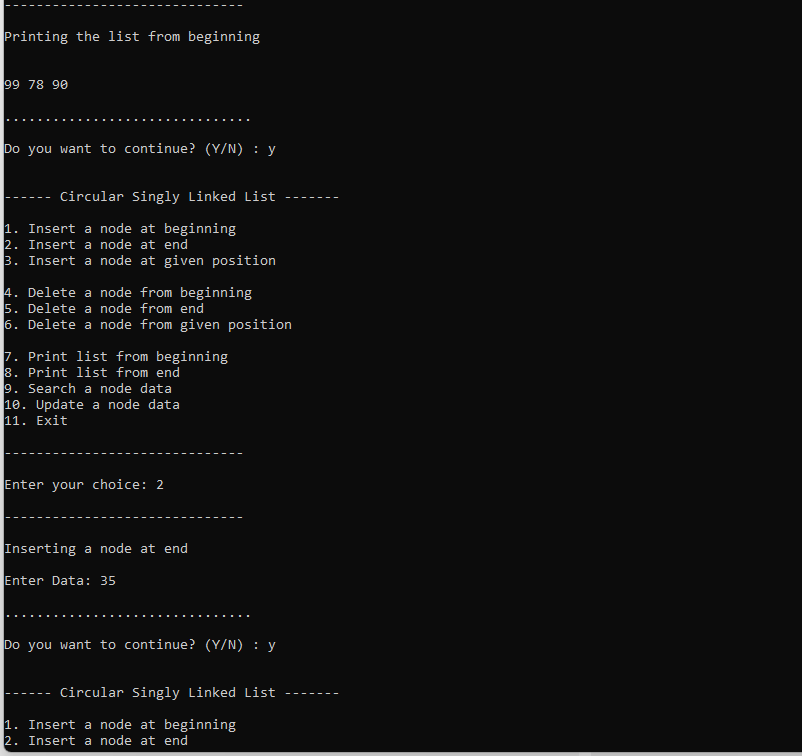 ------------------------------
Printing the list from beginning
99 78 90
...............................
Do you want to continue? (Y/N) : y
------ Circular Singly Linked List -------
1. Insert a node at beginning
2. Insert a node at end
3. Insert a node at given position
4. Delete a node from beginning
5. Delete a node from end
6. Delete a node from given position
7. Print list from beginning
8. Print list from end
9. Search a node data
10. Update a node data
11. Exit
------------------------------
Enter your choice: 2
------------------------------
Inserting a node at end
Enter Data: 35
...............................
Do you want to continue? (Y/N) : y
------ Circular Singly Linked List -------
1. Insert a node at beginning
2. Insert a node at end